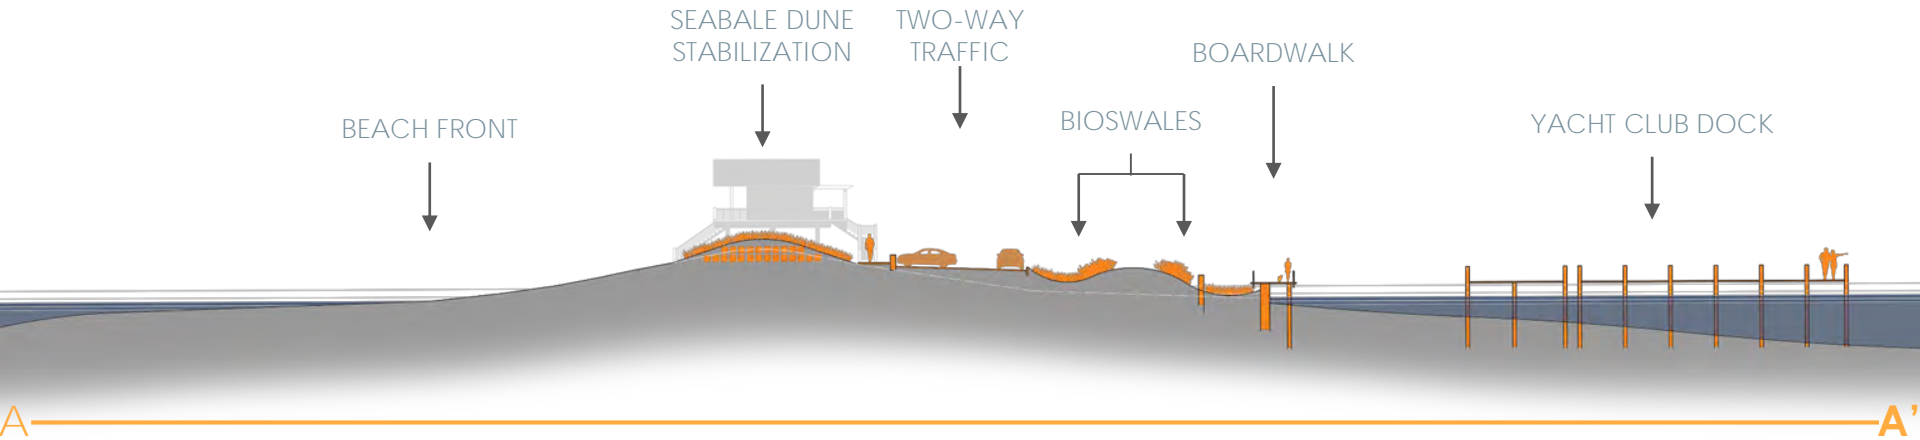 SEABALE DUNE
STABILIZATION
TWO-WAY
TRAFFIC
BOARDWALK
BEACH FRONT
BIOSWALES
YACHT CLUB DOCK
A
A'